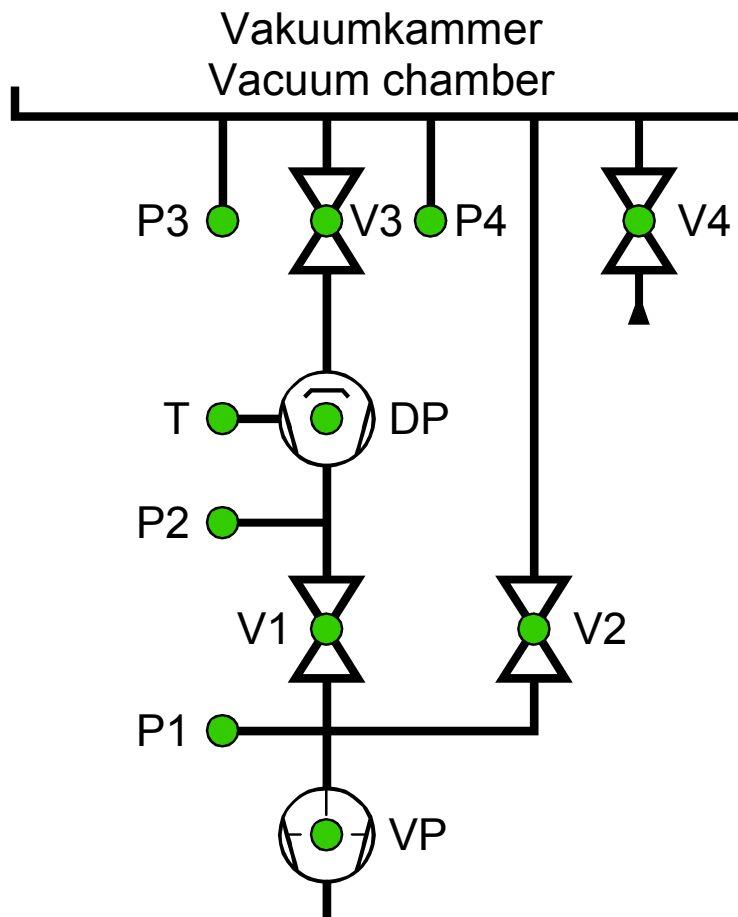 Vakuumkammer
Vacuum chamber
P3 V3 P4 V4
T DP
P2
V1 V2
P1
VP